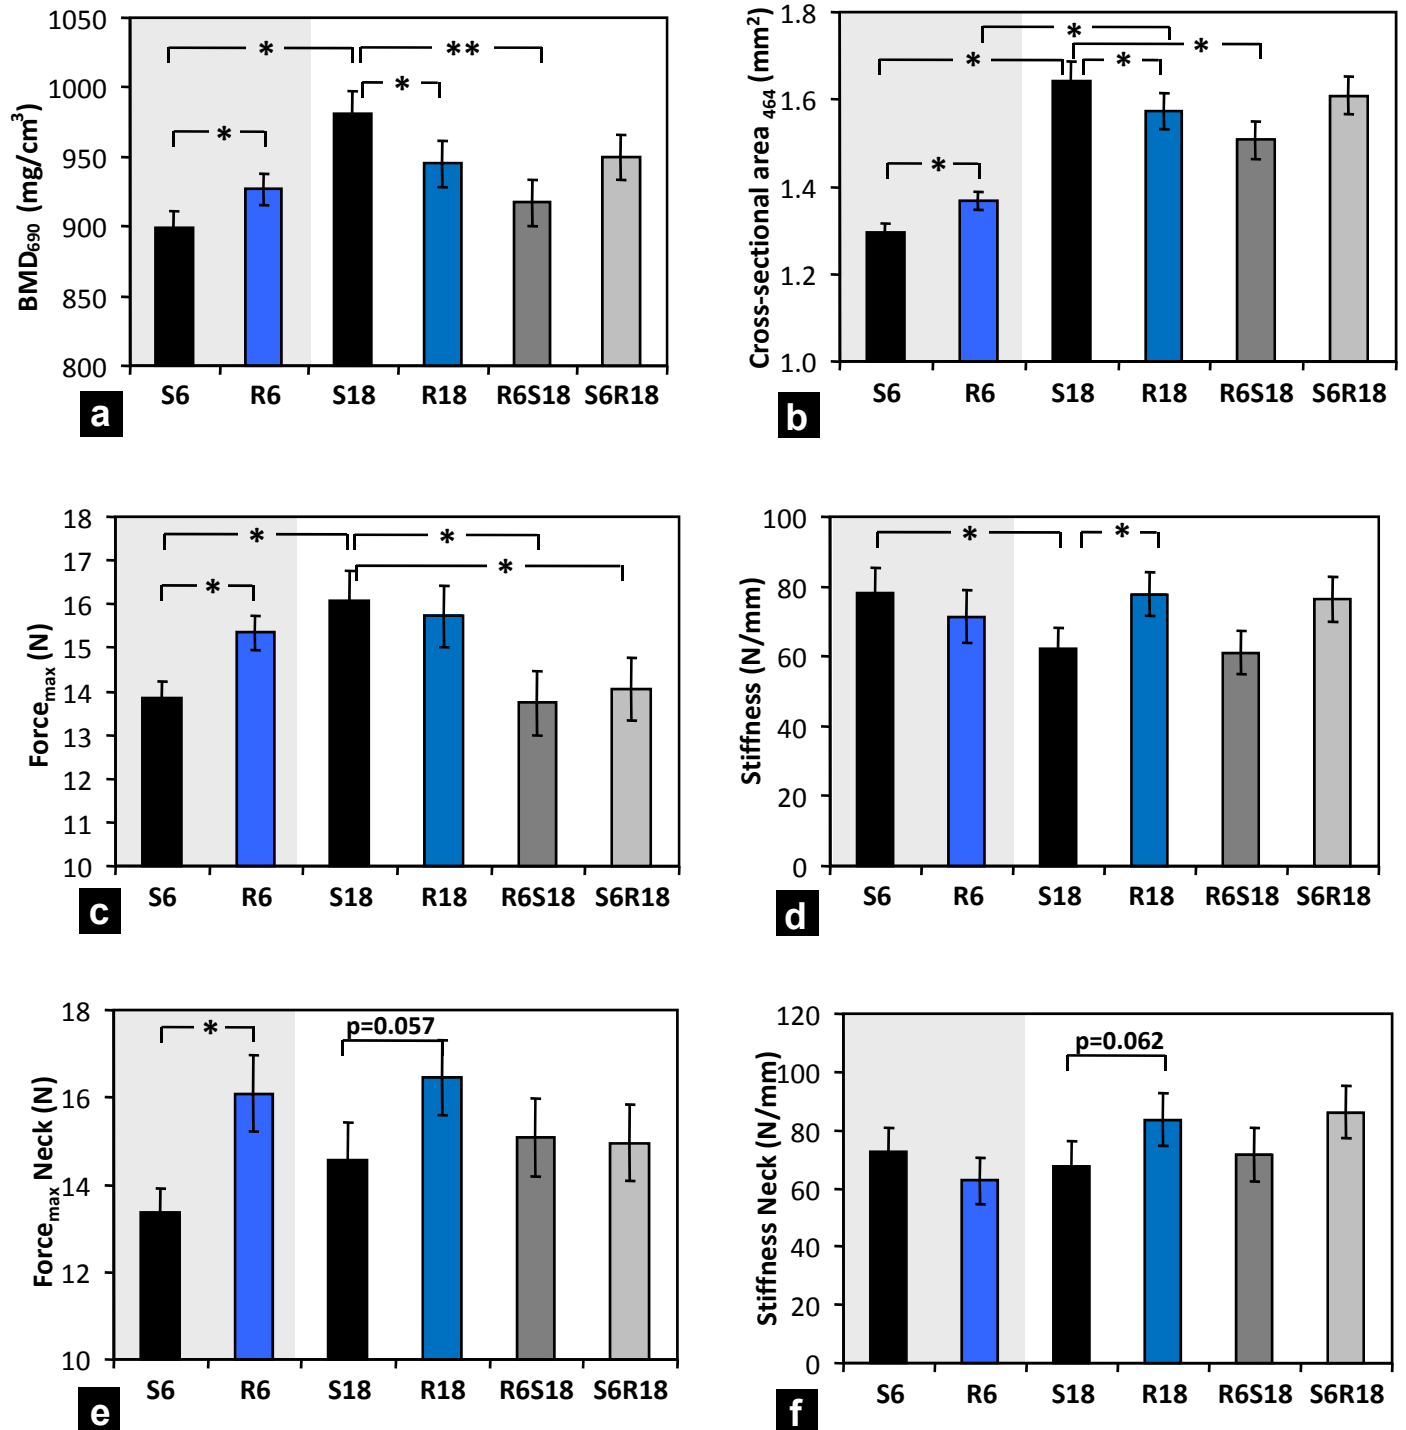 BMD690 (mg/cm3)
1050
1000
950
900
850
800
*
**
*
*
S6 R6 S18 R18 R6S18 S6R18
a
Cross-sectional area 464 (mm2)
1.8
1.6
1.4
1.2
1.0
*
*
*
*
*
S6 R6 S18 R18 R6S18 S6R18
b
Forcemax (N)
18
17
16
15
14
13
12
11
10
*
*
*
*
S6 R6 S18 R18 R6S18 S6R18
c
Stiffness (N/mm)
100
80
60
40
20
0
*
*
S6 R6 S18 R18 R6S18 S6R18
d
Forcemax Neck (N)
18
16
14
12
10
*
p=0.057
S6 R6 S18 R18 R6S18 S6R18
e
Stiffness Neck (N/mm)
120
100
80
60
40
20
0
p=0.062
S6 R6 S18 R18 R6S18 S6R18
f